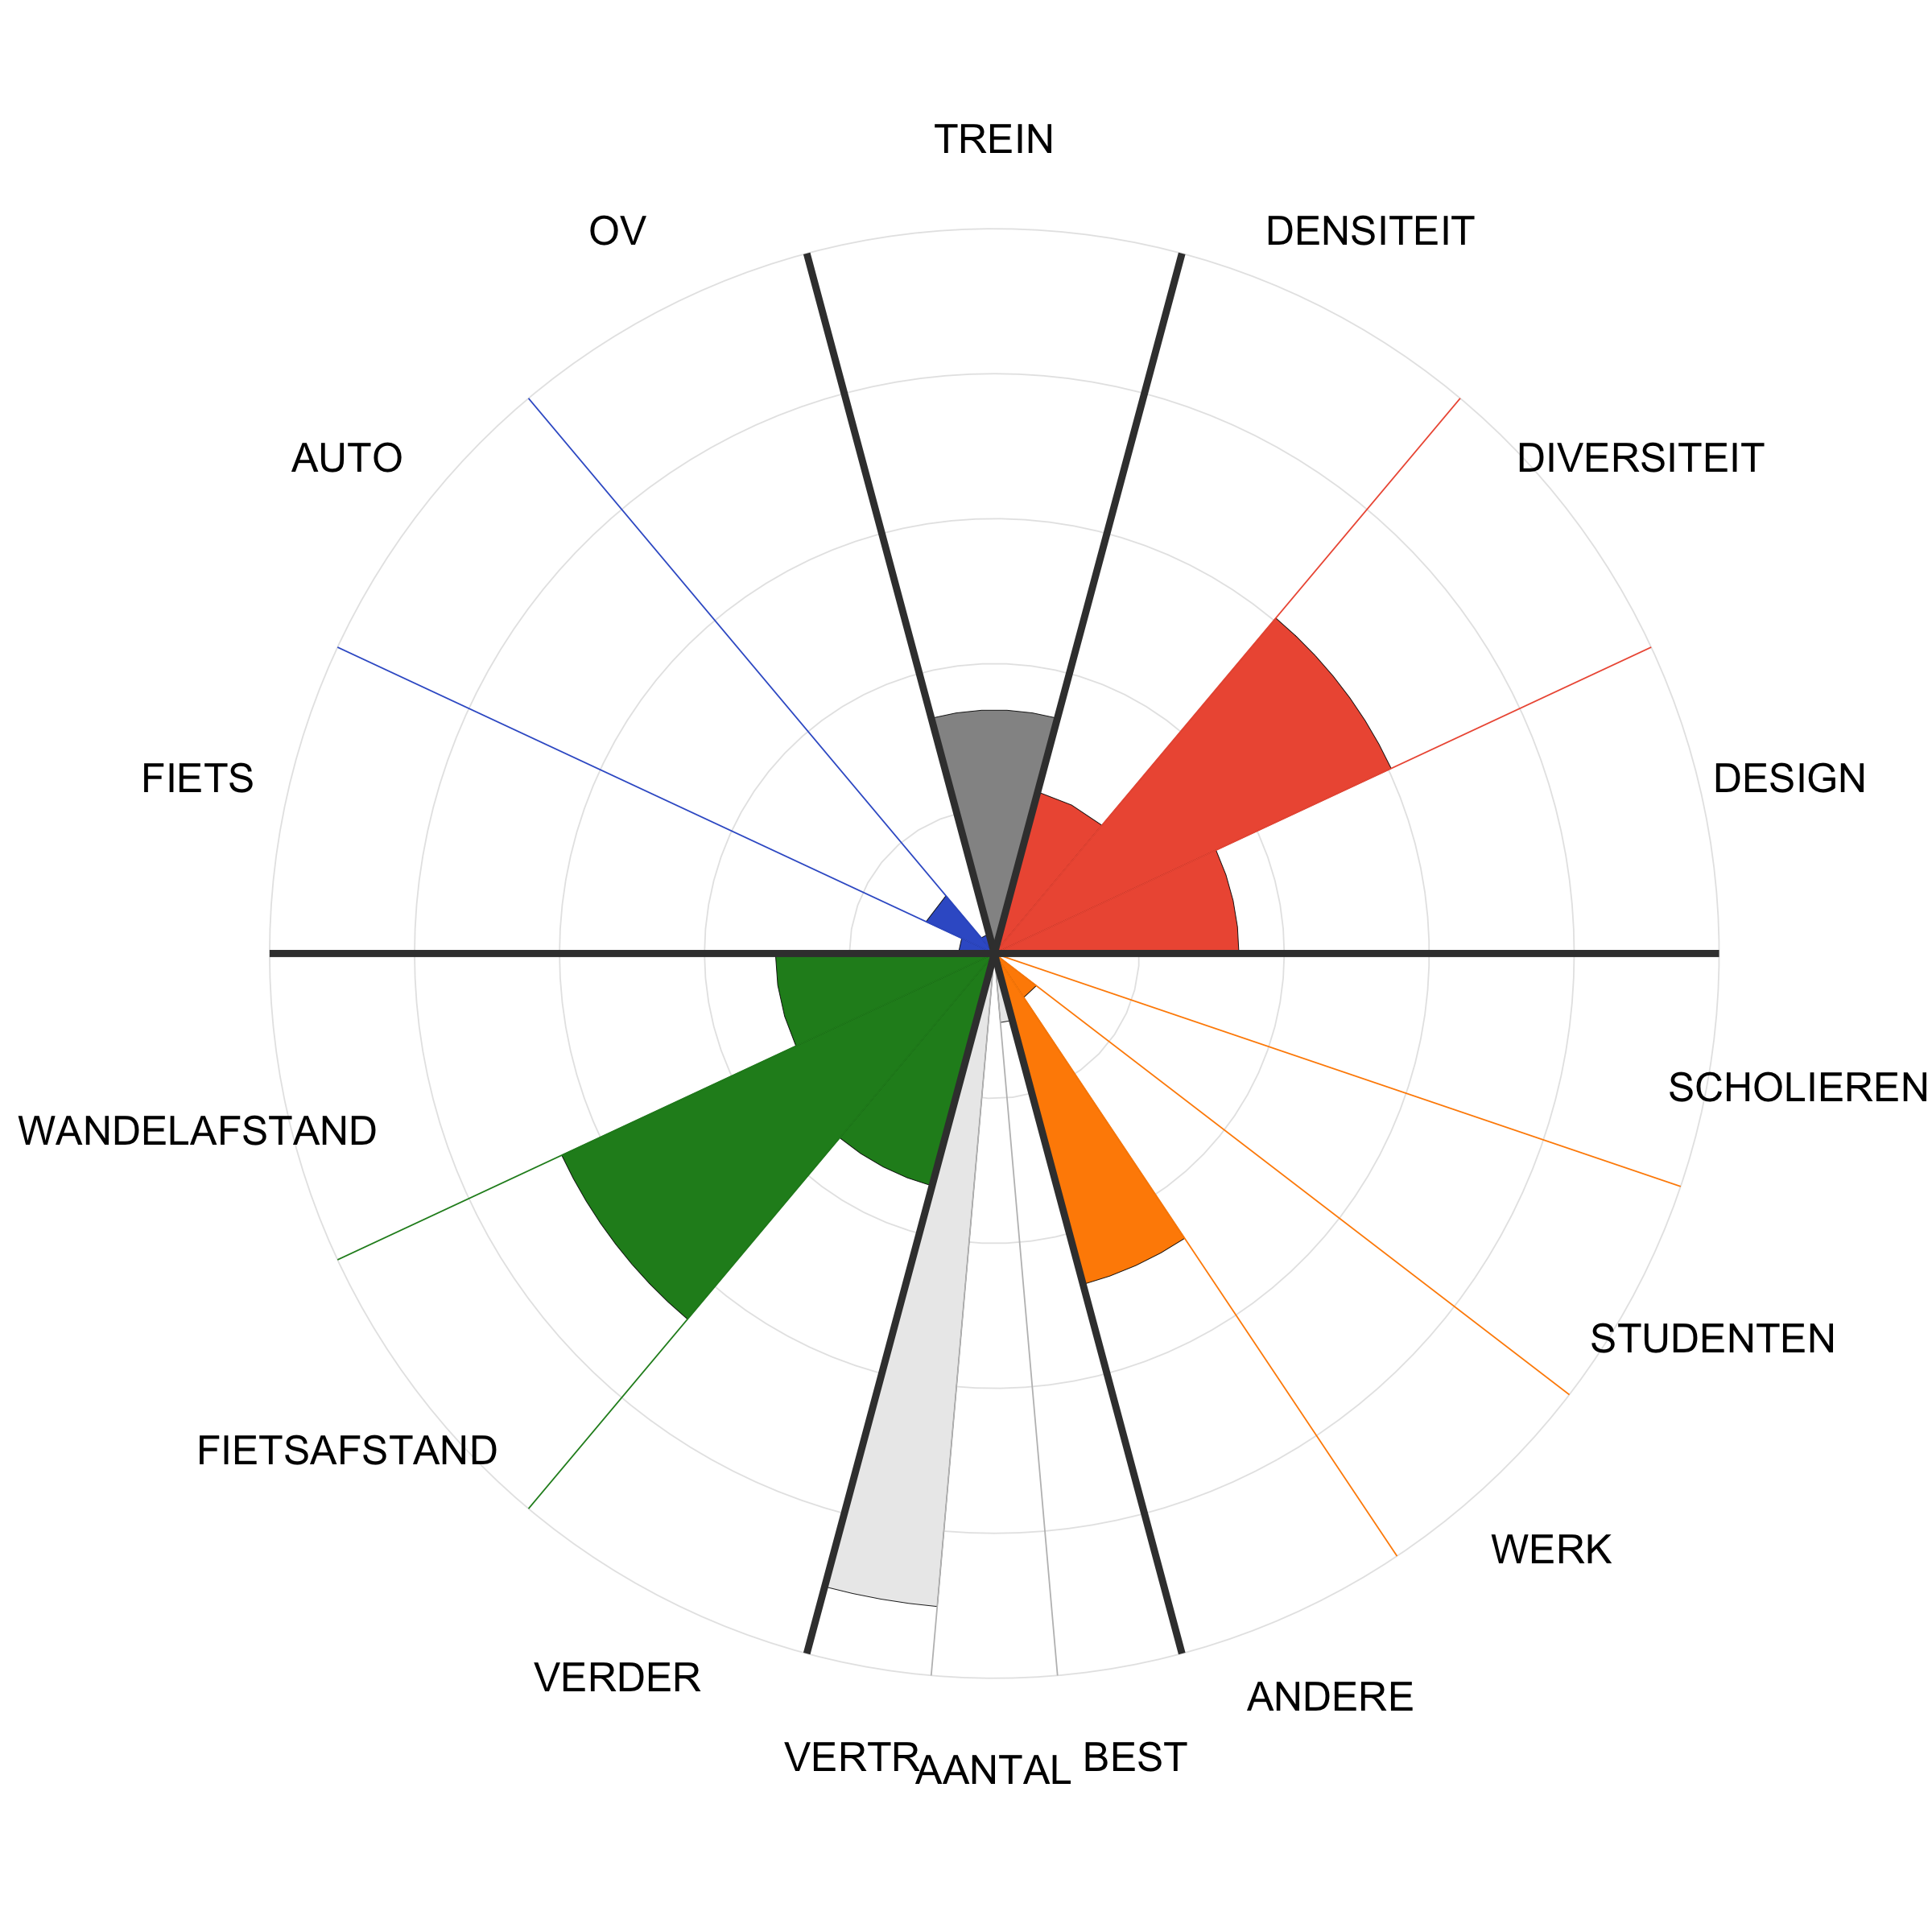 TREIN
OV
DENSITEIT
AUTO
DIVERSITEIT
FIETS
DESIGN
SCHOLIEREN
WANDELAFSTAND
STUDENTEN
FIETSAFSTAND
WERK
VERDER
ANDERE
VERTR
AANTAL
BEST